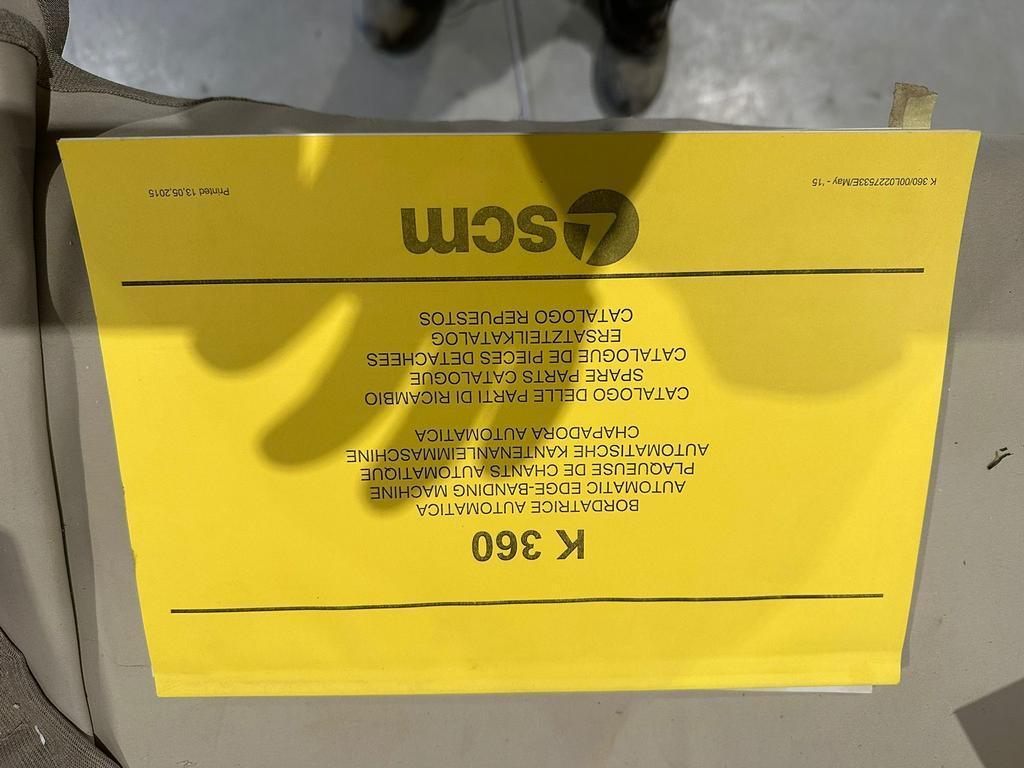 K 360
BORDATRICE AUTOMATICA
AUTOMATIC EDGE-BANDING MACHINE
PLAQUEUSE DE CHANTS AUTOMATIQUE
AUTOMATISCHE KANTENANLEIMMASCHINE
CHAPADORA AUTOMATICA
CATALOGO DELLE PARTI DI RICAMBIO
SPARE PARTS CATALOGUE
CATALOGUE DE PIECES DETACHEES
ERSATZTEILKATALOG
CATALOGO REPUESTOS
scm
K 360/00L0227533E/May - '15
Printed 13.05.2015